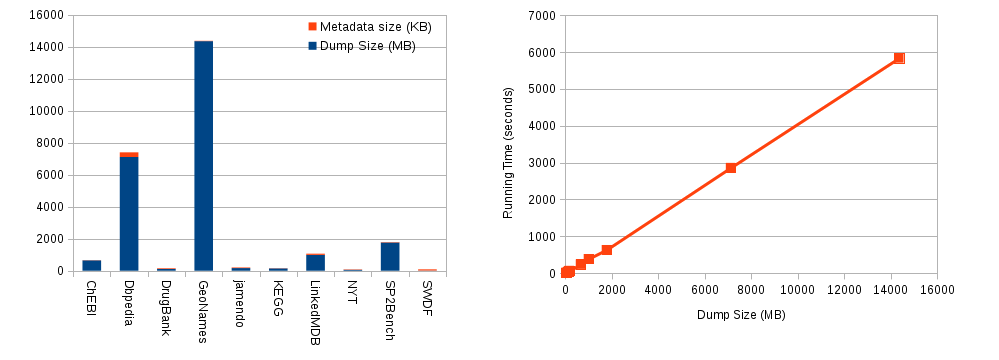 16000
14000
12000
10000
8000
6000
4000
2000
0
Metadata size (KB)
Dump Size (MB)
ChEBI
Dbpedia
DrugBank
GeoNames
jamendo
KEGG
LinkedMDB
NYT
SP2Bench
SWDF
Running Time (seconds)
7000
6000
5000
4000
3000
2000
1000
0
0 2000 4000 6000 8000 10000 12000 14000 16000
Dump Size (MB)